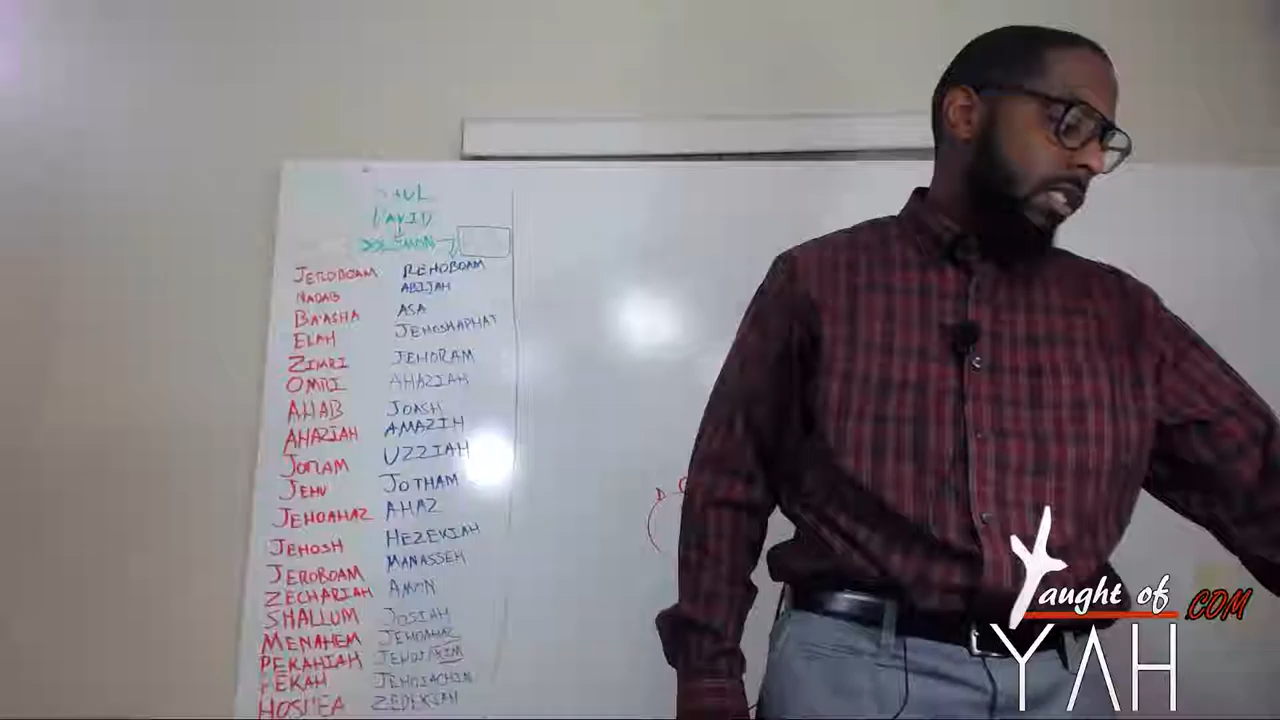 SAUL
DAVID
SOLOMON
JEROBOAM REHOBOAM
NADAB ABIJAH
BA'ASHA ASA
ELAH JEHOSHAPHAT
ZIMRI JEHORAM
OMRI AHAZIAH
AHAB JOASH
AHAZIAH AMAZIH
JORAM UZZIAH
JEHU JOTHAM
JEHOAHAZ AHAZ
JEHOSH HEZEKIAH
JEROBOAM MANASSEH
ZECHARIAH AMON
SHALLUM JOSIAH
MENAHEM JEHOAHAZ
PEKAHIAH JEHOIAKIM
PEKAH JEHOIACHIN
HOSHEA ZEDEKIAH
D
Taught of .COM
YAH